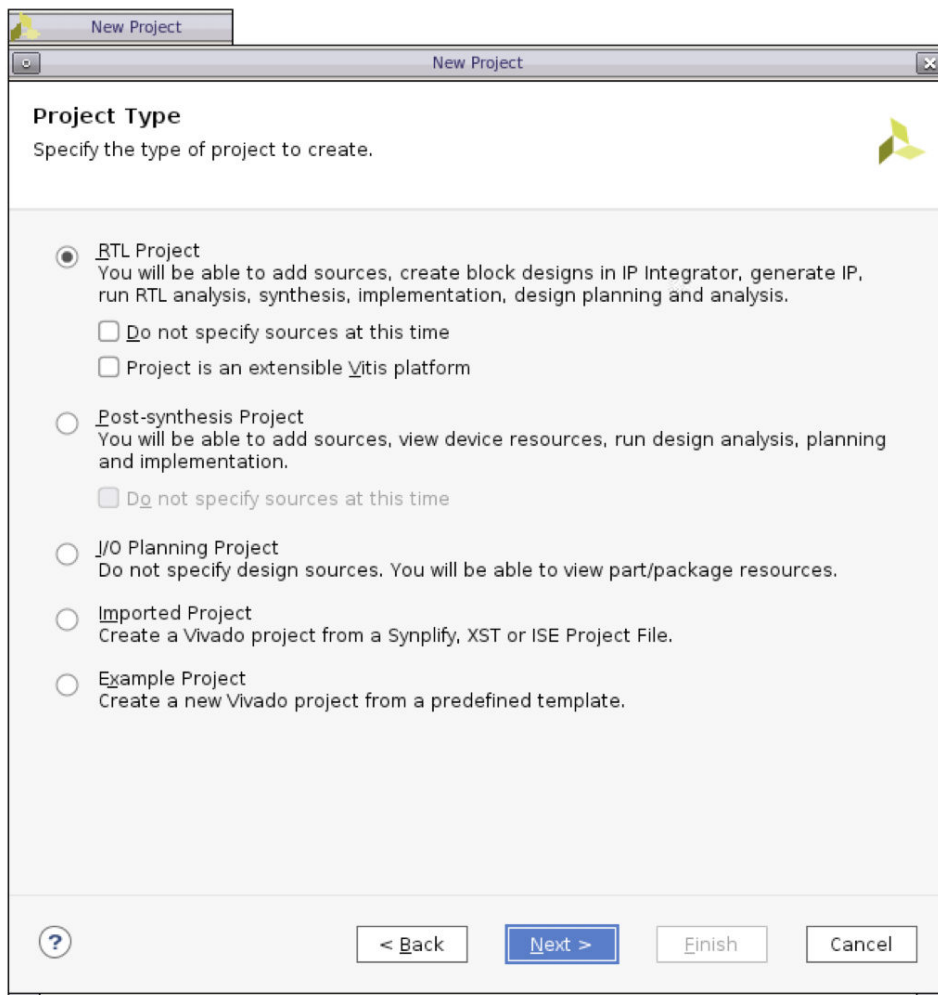 New Project
New Project
Project Type
Specify the type of project to create.
RTL Project
You will be able to add sources, create block designs in IP Integrator, generate IP,
run RTL analysis, synthesis, implementation, design planning and analysis.
Do not specify sources at this time
Project is an extensible Vitis platform
Post-synthesis Project
You will be able to add sources, view device resources, run design analysis, planning
and implementation.
Do not specify sources at this time
I/O Planning Project
Do not specify design sources. You will be able to view part/package resources.
Imported Project
Create a Vivado project from a Synplify, XST or ISE Project File.
Example Project
Create a new Vivado project from a predefined template.
? < Back Next > Finish Cancel